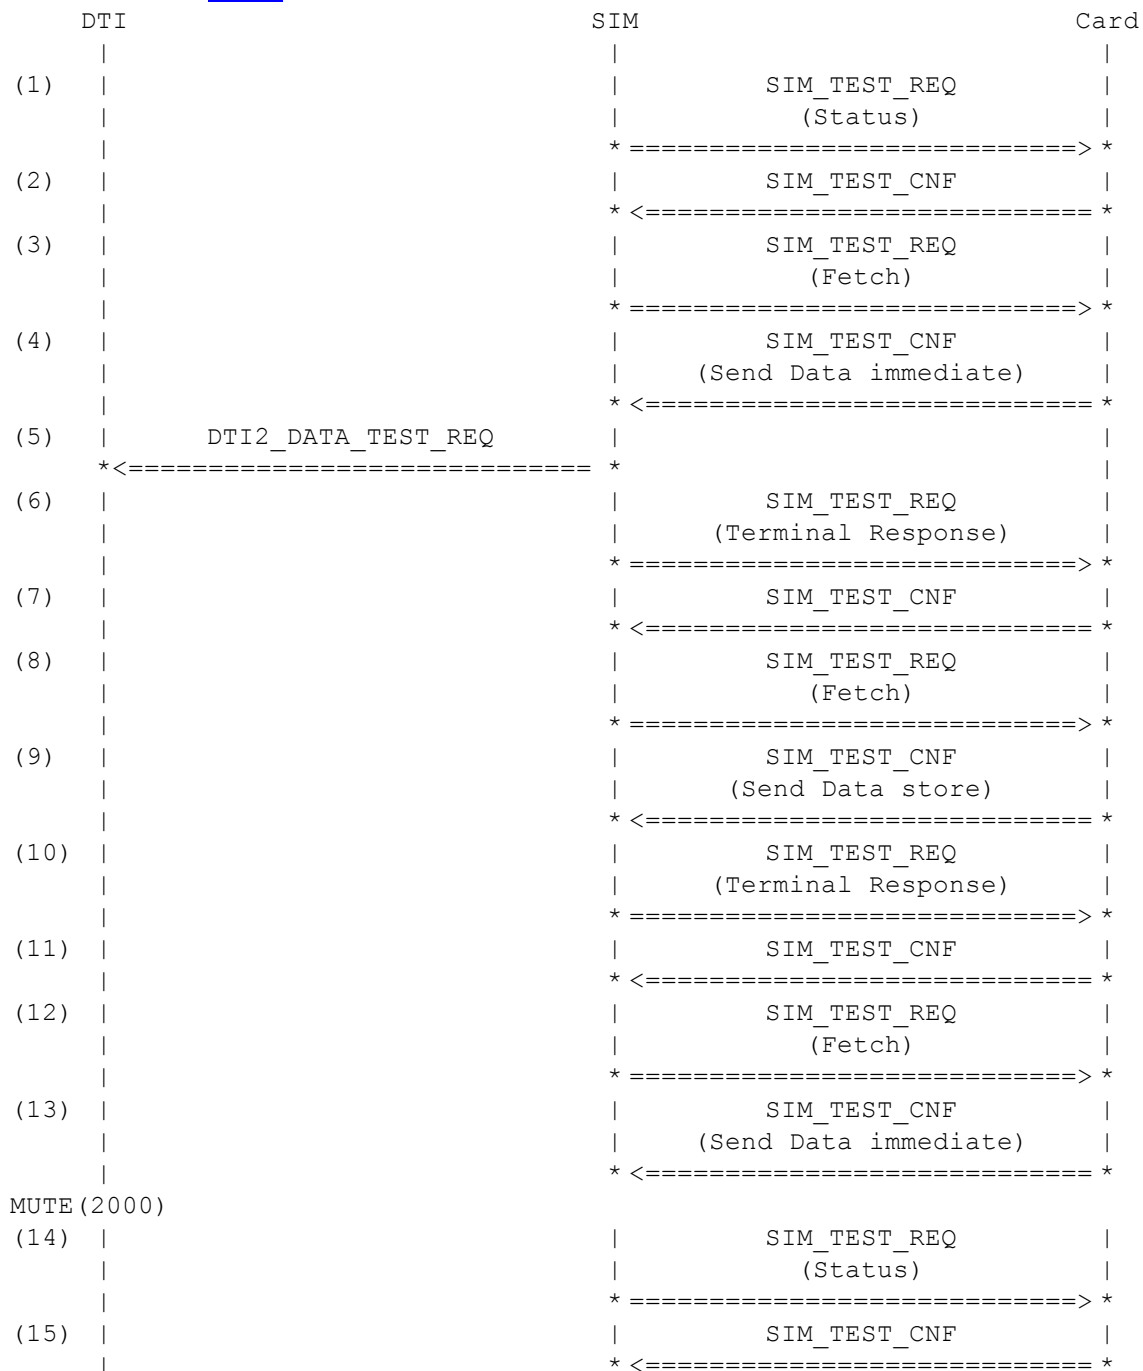 DTI SIM Card
| | |
(1) | | SIM_TEST_REQ |
| | (Status) |
| * ============================> *
(2) | | SIM_TEST_CNF |
| * <============================ *
(3) | | SIM_TEST_REQ |
| | (Fetch) |
| * ============================> *
(4) | | SIM_TEST_CNF |
| | (Send Data immediate) |
| * <============================ *
(5) | DTI2_DATA_TEST_REQ | |
*<============================= * |
(6) | | SIM_TEST_REQ |
| | (Terminal Response) |
| * ============================> *
(7) | | SIM_TEST_CNF |
| * <============================ *
(8) | | SIM_TEST_REQ |
| | (Fetch) |
| * ============================> *
(9) | | SIM_TEST_CNF |
| | (Send Data store) |
| * <============================ *
(10) | | SIM_TEST_REQ |
| | (Terminal Response) |
| * ============================> *
(11) | | SIM_TEST_CNF |
| * <============================ *
(12) | | SIM_TEST_REQ |
| | (Fetch) |
| * ============================> *
(13) | | SIM_TEST_CNF |
| | (Send Data immediate) |
| * <============================ *
MUTE(2000)
(14) | | SIM_TEST_REQ |
| | (Status) |
| * ============================> *
(15) | | SIM_TEST_CNF |
| * <============================ *